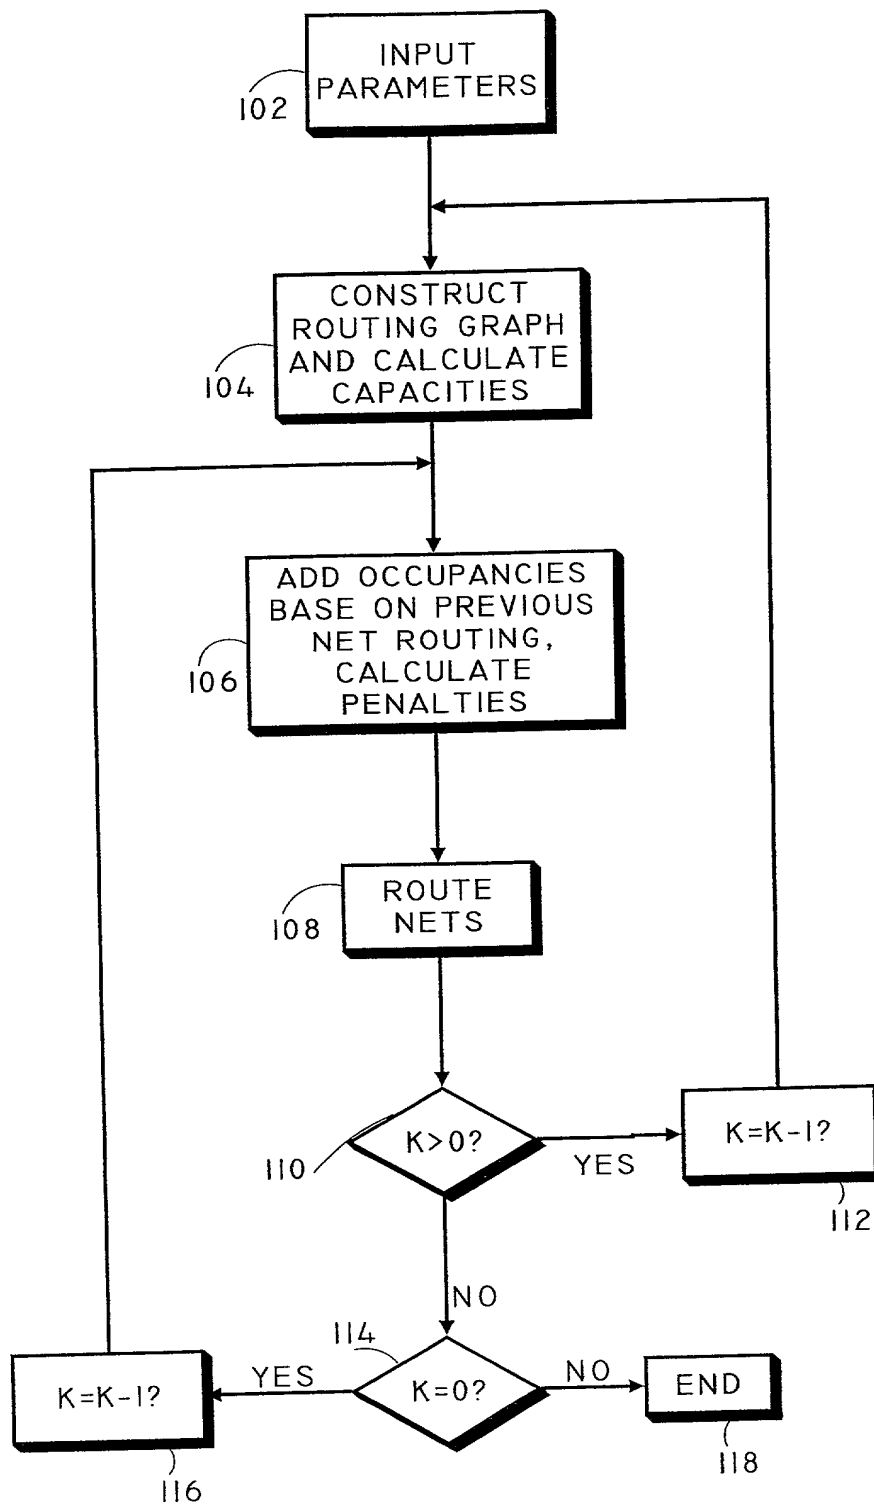 INPUT
PARAMETERS
102
CONSTRUCT
ROUTING GRAPH
AND CALCULATE
CAPACITIES
104
ADD OCCUPANCIES
BASE ON PREVIOUS
NET ROUTING,
CALCULATE
PENALTIES
106
ROUTE
NETS
108
K>0?
110
YES
K=K-1?
112
NO
114
K=0?
YES
K=K-1?
116
NO
END
118